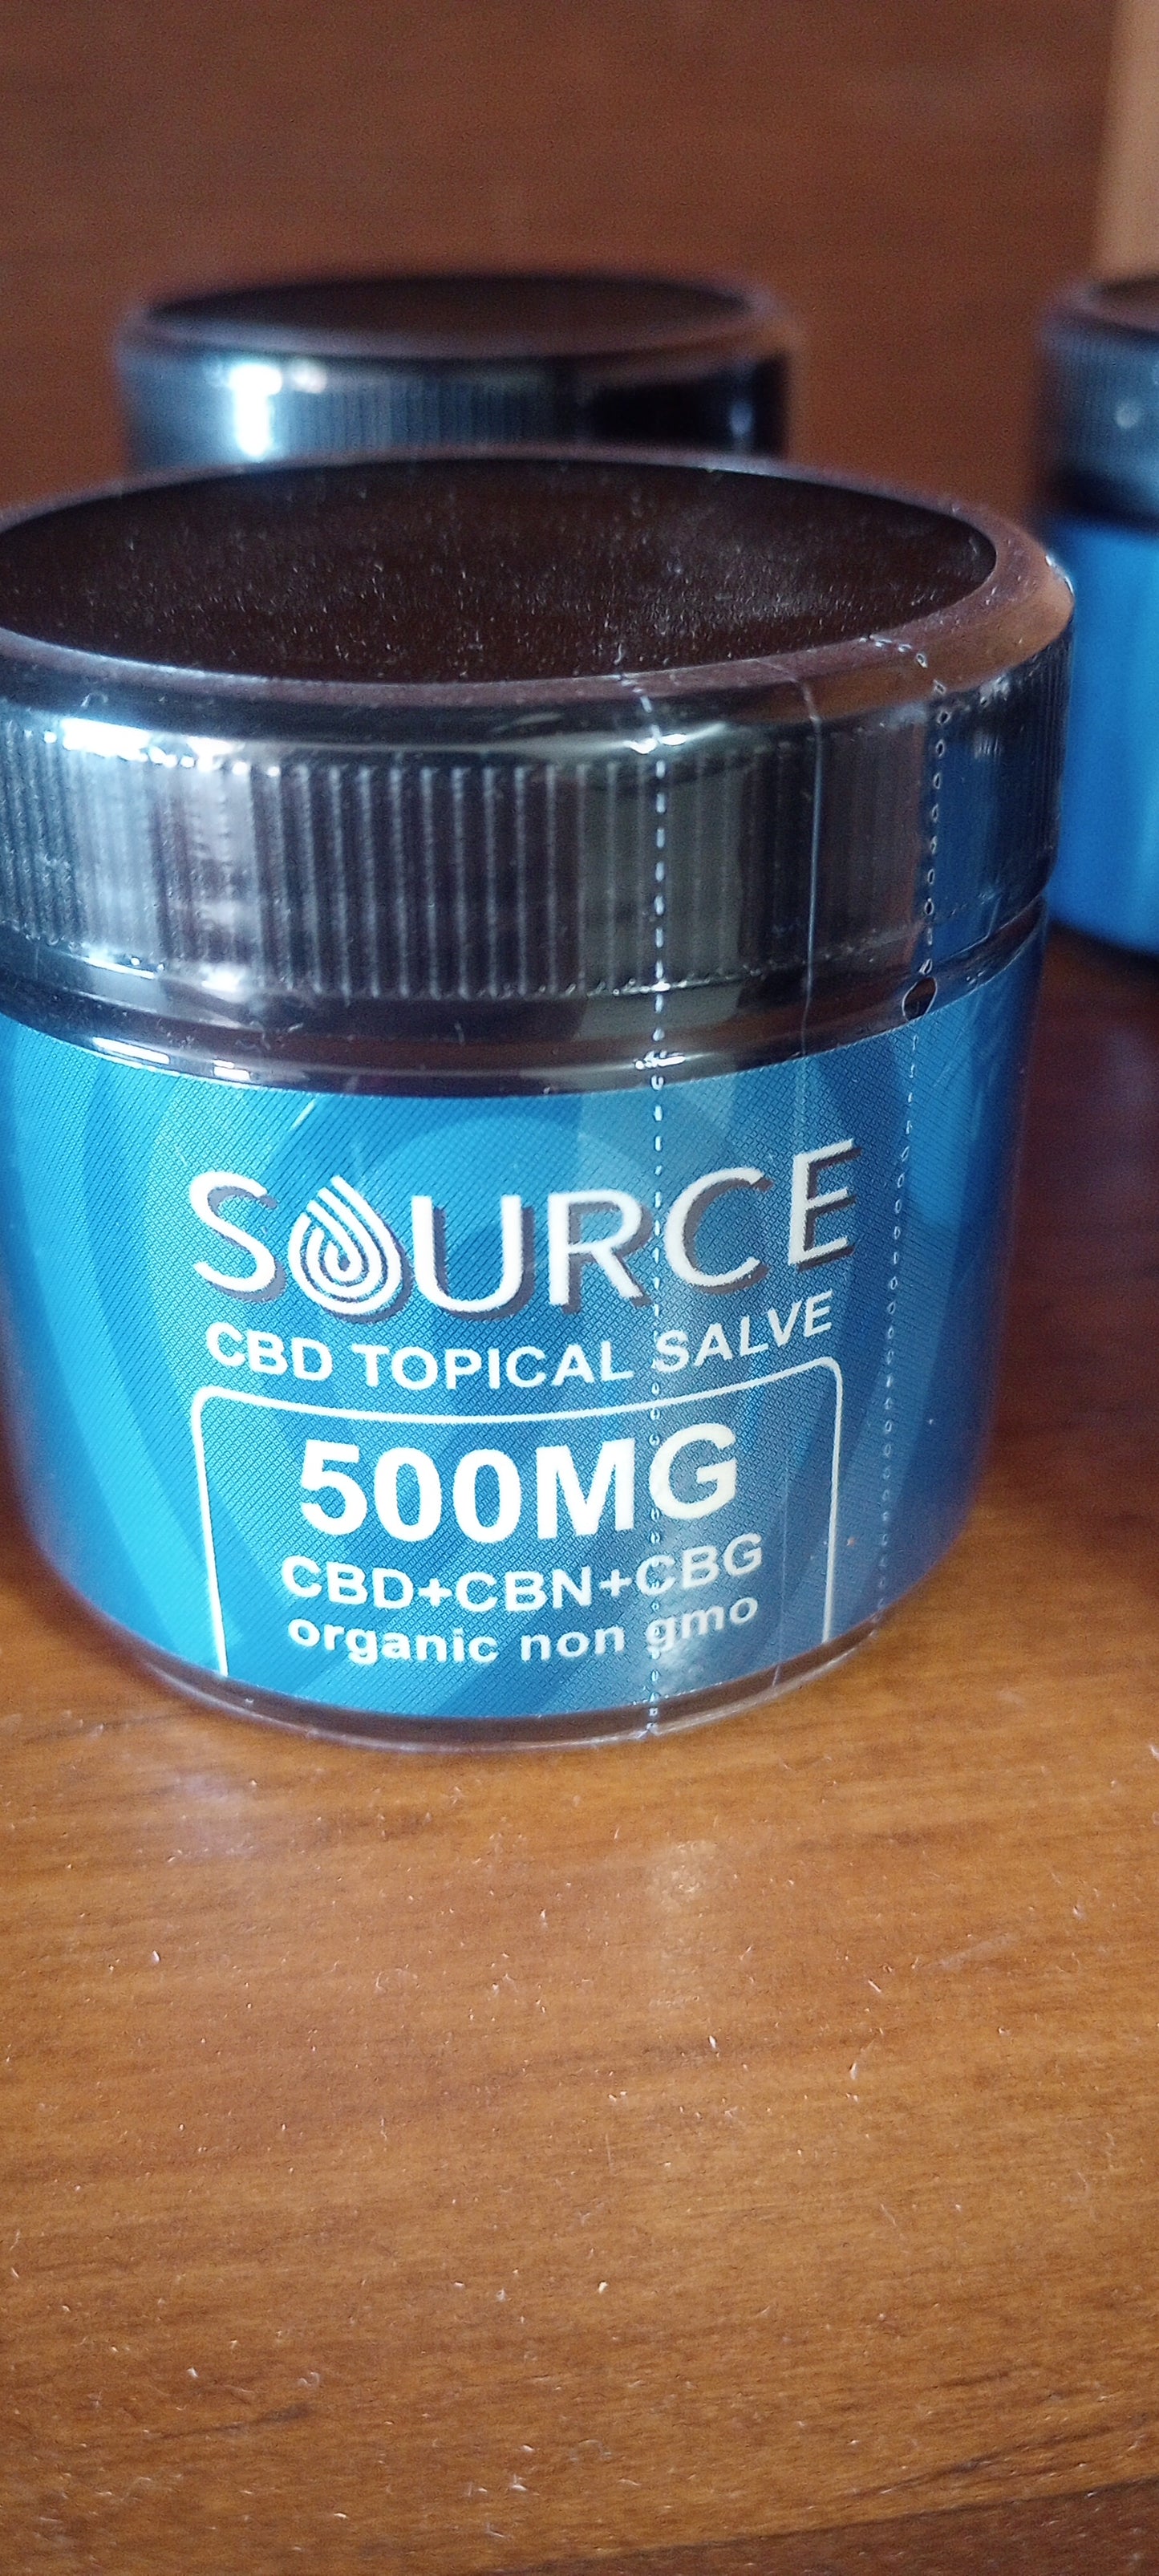 SOURCE
CBD TOPICAL SALVE
500MG
CBD+CBN+CBG
organic non gmo